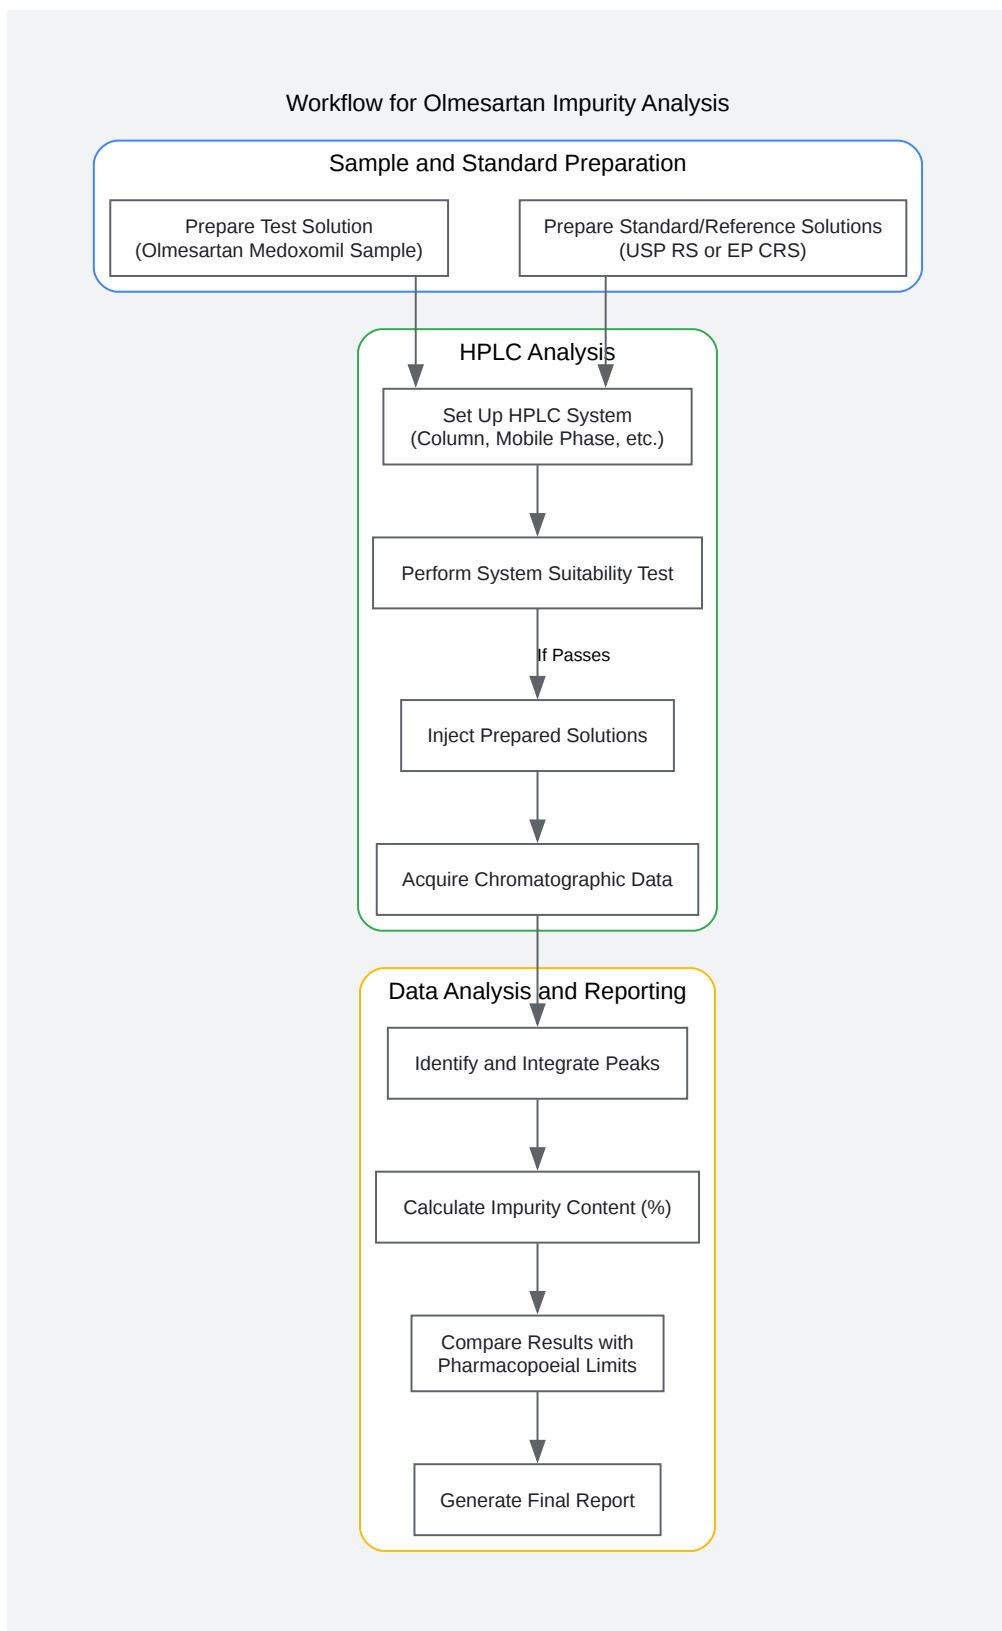 Workflow for Olmesartan Impurity Analysis
Sample and Standard Preparation
Prepare Test Solution
(Olmesartan Medoxomil Sample)
Prepare Standard/Reference Solutions
(USP RS or EP CRS)
HPLC Analysis
Set Up HPLC System
(Column, Mobile Phase, etc.)
Perform System Suitability Test
If Passes
Inject Prepared Solutions
Acquire Chromatographic Data
Data Analysis and Reporting
Identify and Integrate Peaks
Calculate Impurity Content (%)
Compare Results with
Pharmacopoeial Limits
Generate Final Report